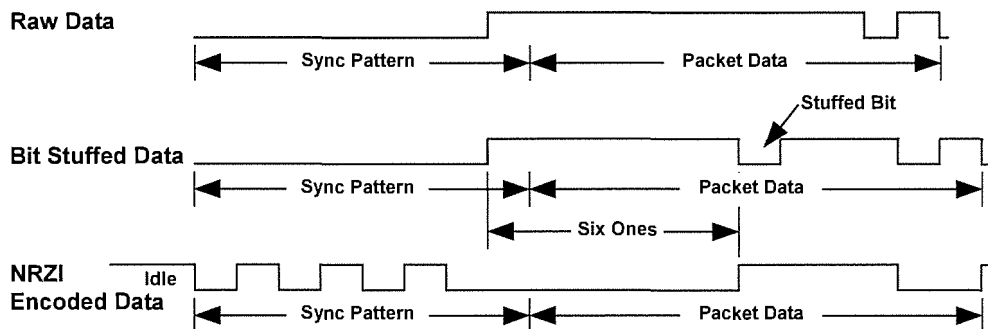 Raw Data
Sync Pattern
Packet Data
Stuffed Bit
Bit Stuffed Data
Sync Pattern
Packet Data
Six Ones
NRZI
Encoded Data
Idle
Sync Pattern
Packet Data